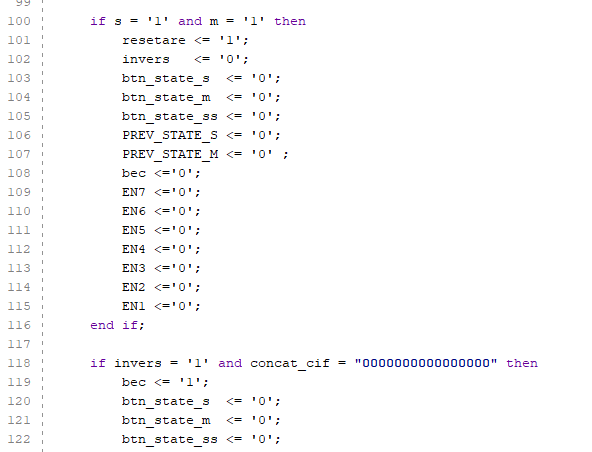 99
100 if s = '1' and m = '1' then
101 resetare <= '1';
102 invers   <= '0';
103 btn_state_s  <= '0';
104 btn_state_m  <= '0';
105 btn_state_ss <= '0';
106 PREV_STATE_S <= '0';
107 PREV_STATE_M <= '0' ;
108 bec <='0';
109 EN7 <='0';
110 EN6 <='0';
111 EN5 <='0';
112 EN4 <='0';
113 EN3 <='0';
114 EN2 <='0';
115 EN1 <='0';
116 end if;
117
118 if invers = '1' and concat_cif = "0000000000000000" then
119 bec <= '1';
120 btn_state_s  <= '0';
121 btn_state_m  <= '0';
122 btn_state_ss <= '0';